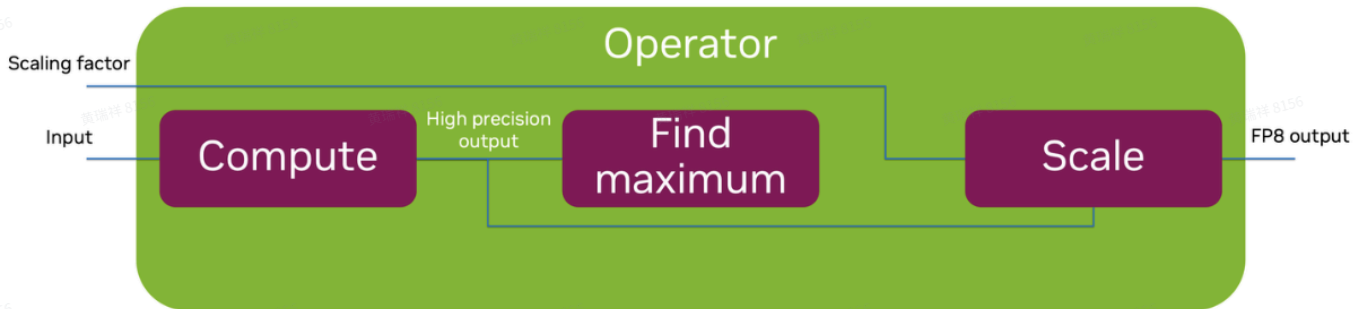 Operator
Scaling factor
Input
Compute
High precision
output
Find
maximum
Scale
FP8 output